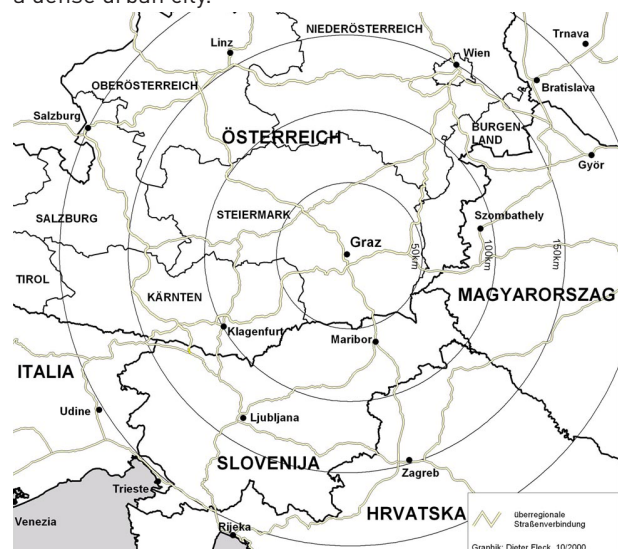 a dense urban city.
NIEDERÖSTERREICH
Trnava
Linz
Wien
OBERÖSTERREICH
Bratislava
Salzburg
ÖSTERREICH
BURGEN
LAND
Györ
SALZBURG
STEIERMARK
Szombathely
Graz
50km
100km
150km
TIROL
KÄRNTEN
MAGYARORSZAG
Klagenfurt
Maribor
ITALIA
Udine
Ljubljana
SLOVENIJA
Zagreb
Trieste
HRVATSKA
Venezia
Rijeka
überregionale
Straßenverbindung
Graphik: Dieter Fleck, 10/2000